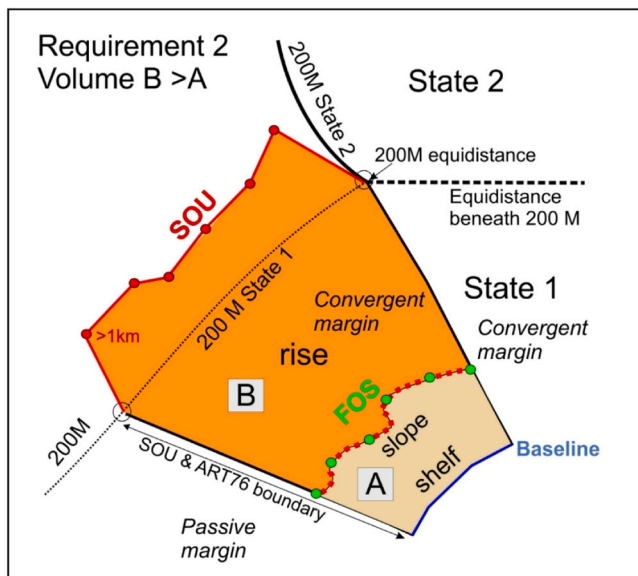 Requirement 2
Volume B >A
200M State 2
State 2
200M equidistance
Equidistance
beneath 200 M
SOU
200 M State 1
State 1
Convergent
margin
Convergent
margin
>1km
rise
B
FOS
slope
shelf
A
200M
SOU & ART76 boundary
Baseline
Passive
margin